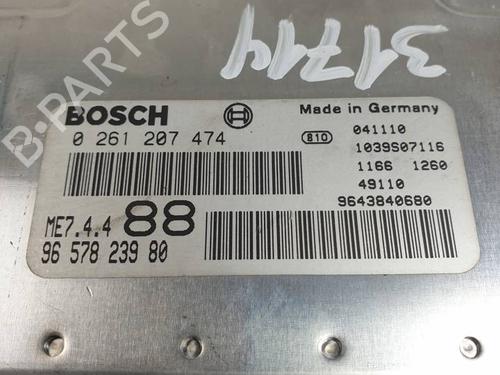 31714
B-PARTS
BOSCH
Made in Germany
0 261 207 474
810
041110
1039S07116
1166 1260
49110
9643840680
ME7.4.4 88
96 578 239 80